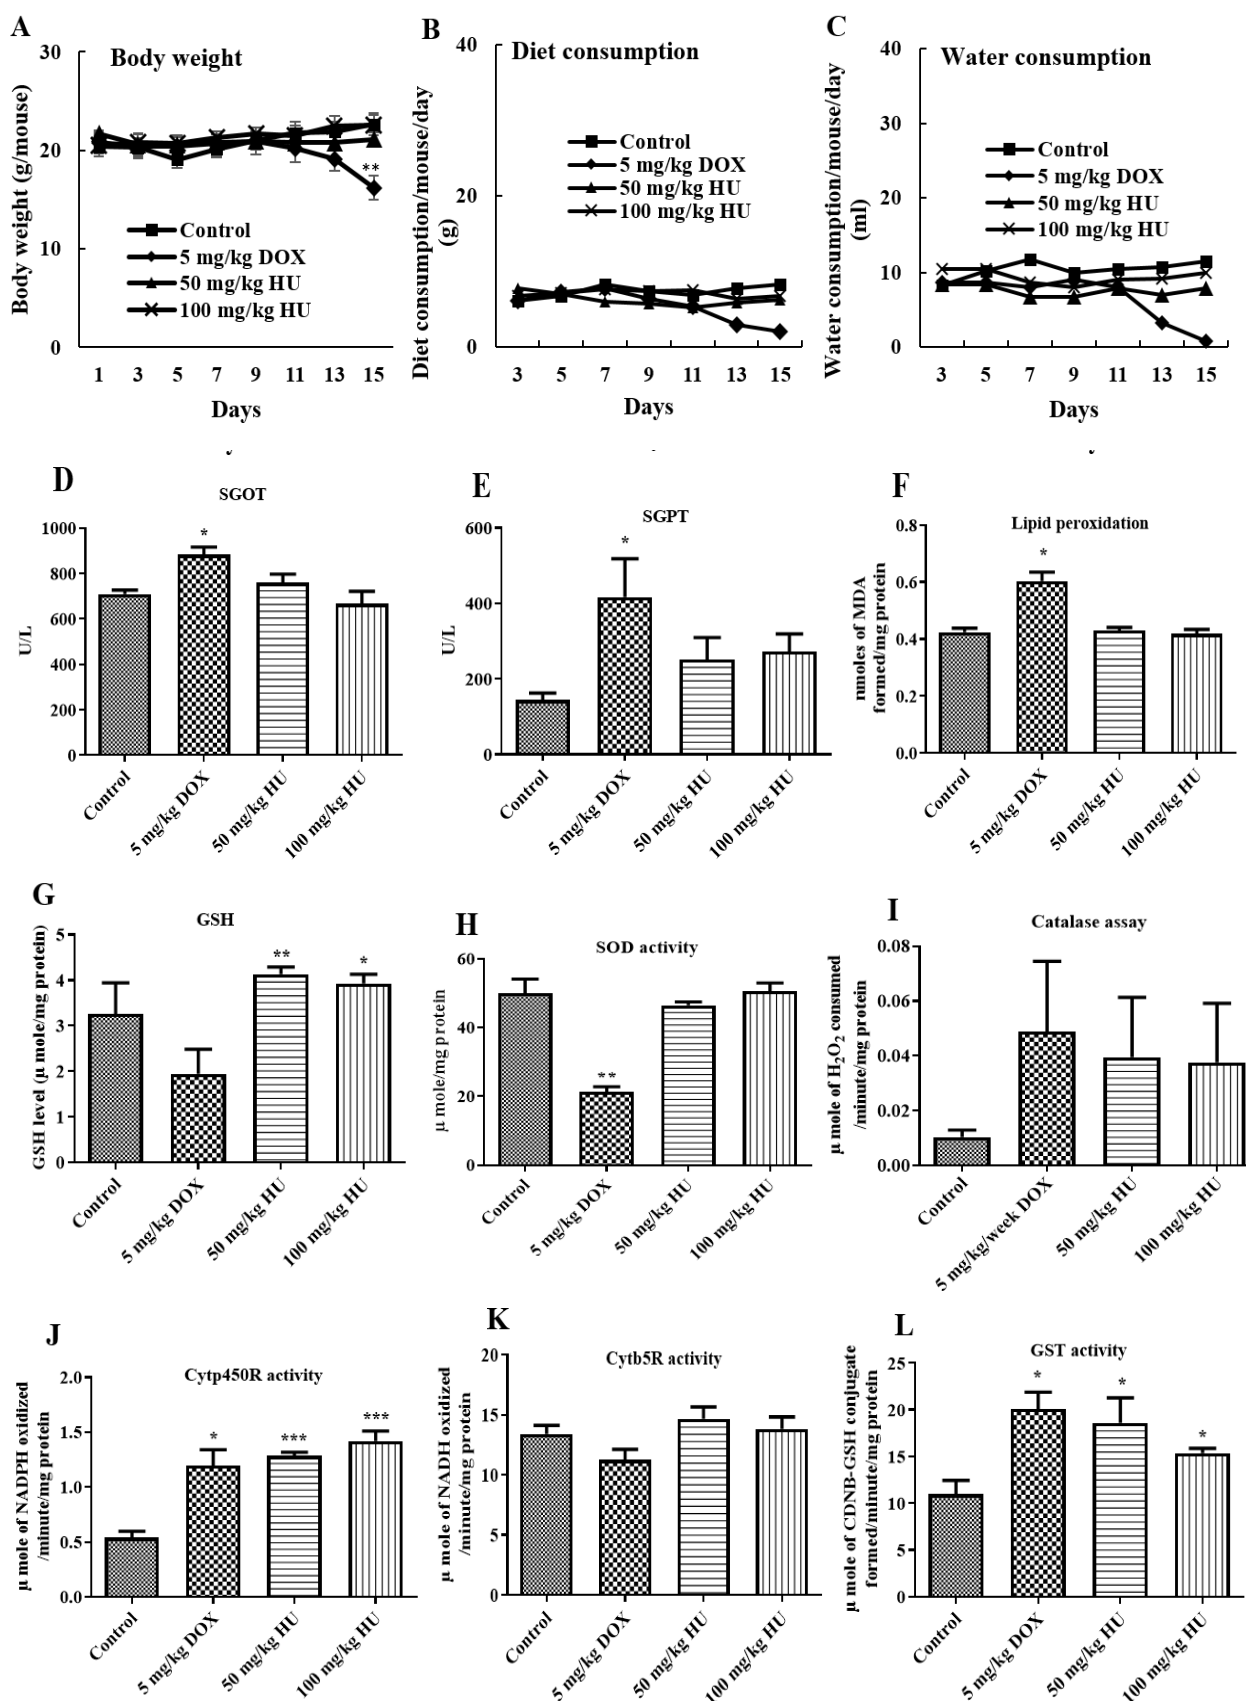 A
Body weight
Body weight (g/mouse)
30
20
10
0
**
Control
5 mg/kg DOX
50 mg/kg HU
100 mg/kg HU
1 3 5 7 9 11 13 15
Days
B
Diet consumption
Diet consumption/mouse/day
(g)
40
20
0
Control
5 mg/kg DOX
50 mg/kg HU
100 mg/kg HU
3 5 7 9 11 13 15
Days
C
Water consumption
Water consumption/mouse/day
(ml)
40
30
20
10
0
Control
5 mg/kg DOX
50 mg/kg HU
100 mg/kg HU
3 5 7 9 11 13 15
Days
D
SGOT
U/L
1000
800
600
400
200
0
*
Control
5 mg/kg DOX
50 mg/kg HU
100 mg/kg HU
E
SGPT
U/L
600
400
200
0
*
Control
5 mg/kg DOX
50 mg/kg HU
100 mg/kg HU
F
Lipid peroxidation
nmoles of MDA
formed/mg protein
0.8
0.6
0.4
0.2
0.0
*
Control
5 mg/kg DOX
50 mg/kg HU
100 mg/kg HU
G
GSH
GSH level (µ mole/mg protein)
5
4
3
2
1
0
**
*
Control
5 mg/kg DOX
50 mg/kg HU
100 mg/kg HU
H
SOD activity
µ mole/mg protein
60
40
20
0
**
Control
5 mg/kg DOX
50 mg/kg HU
100 mg/kg HU
I
Catalase assay
µ mole of H₂O₂ consumed
/minute/mg protein
0.08
0.06
0.04
0.02
0.00
Control
5 mg/kg/week DOX
50 mg/kg HU
100 mg/kg HU
J
Cytp450R activity
µ mole of NADPH oxidized
/minute/mg protein
2.0
1.5
1.0
0.5
0.0
*
***
***
Control
5 mg/kg DOX
50 mg/kg HU
100 mg/kg HU
K
Cytb5R activity
µ mole of NADH oxidized
/minute/mg protein
20
15
10
5
0
Control
5 mg/kg DOX
50 mg/kg HU
100 mg/kg HU
L
GST activity
µ mole of CDNB-GSH conjugate
formed/minute/mg protein
25
20
15
10
5
0
*
*
*
Control
5 mg/kg DOX
50 mg/kg HU
100 mg/kg HU